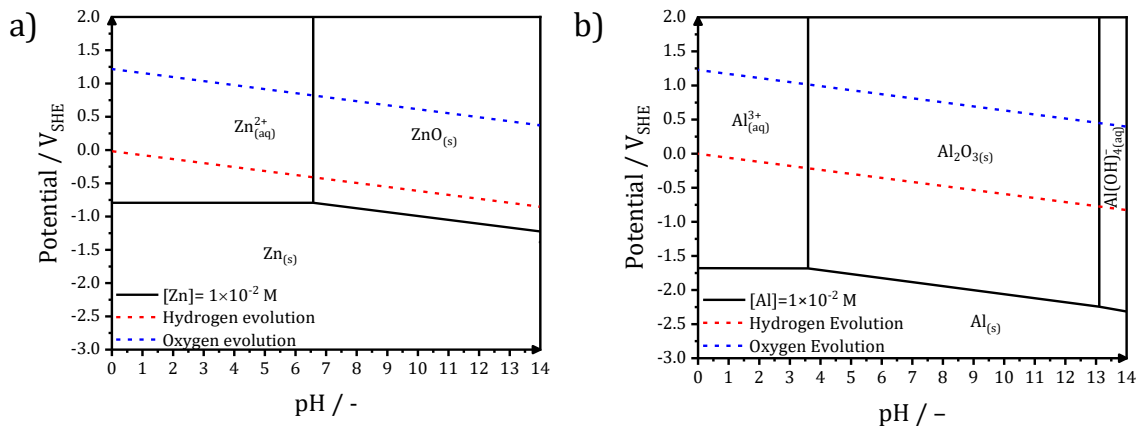 a)
Potential / V_SHE
2.0
1.5
1.0
0.5
0.0
-0.5
-1.0
-1.5
-2.0
-2.5
-3.0
Zn²⁺(aq)
ZnO(s)
Zn(s)
[Zn]= 1×10⁻² M
Hydrogen evolution
Oxygen evolution
0 1 2 3 4 5 6 7 8 9 10 11 12 13 14
pH / -
b)
Potential / V_SHE
2.0
1.5
1.0
0.5
0.0
-0.5
-1.0
-1.5
-2.0
-2.5
-3.0
Al³⁺(aq)
Al₂O₃(s)
Al(OH)₄⁻(aq)
[Al]=1×10⁻² M
Hydrogen Evolution
Al(s)
Oxygen Evolution
0 1 2 3 4 5 6 7 8 9 10 11 12 13 14
pH / –